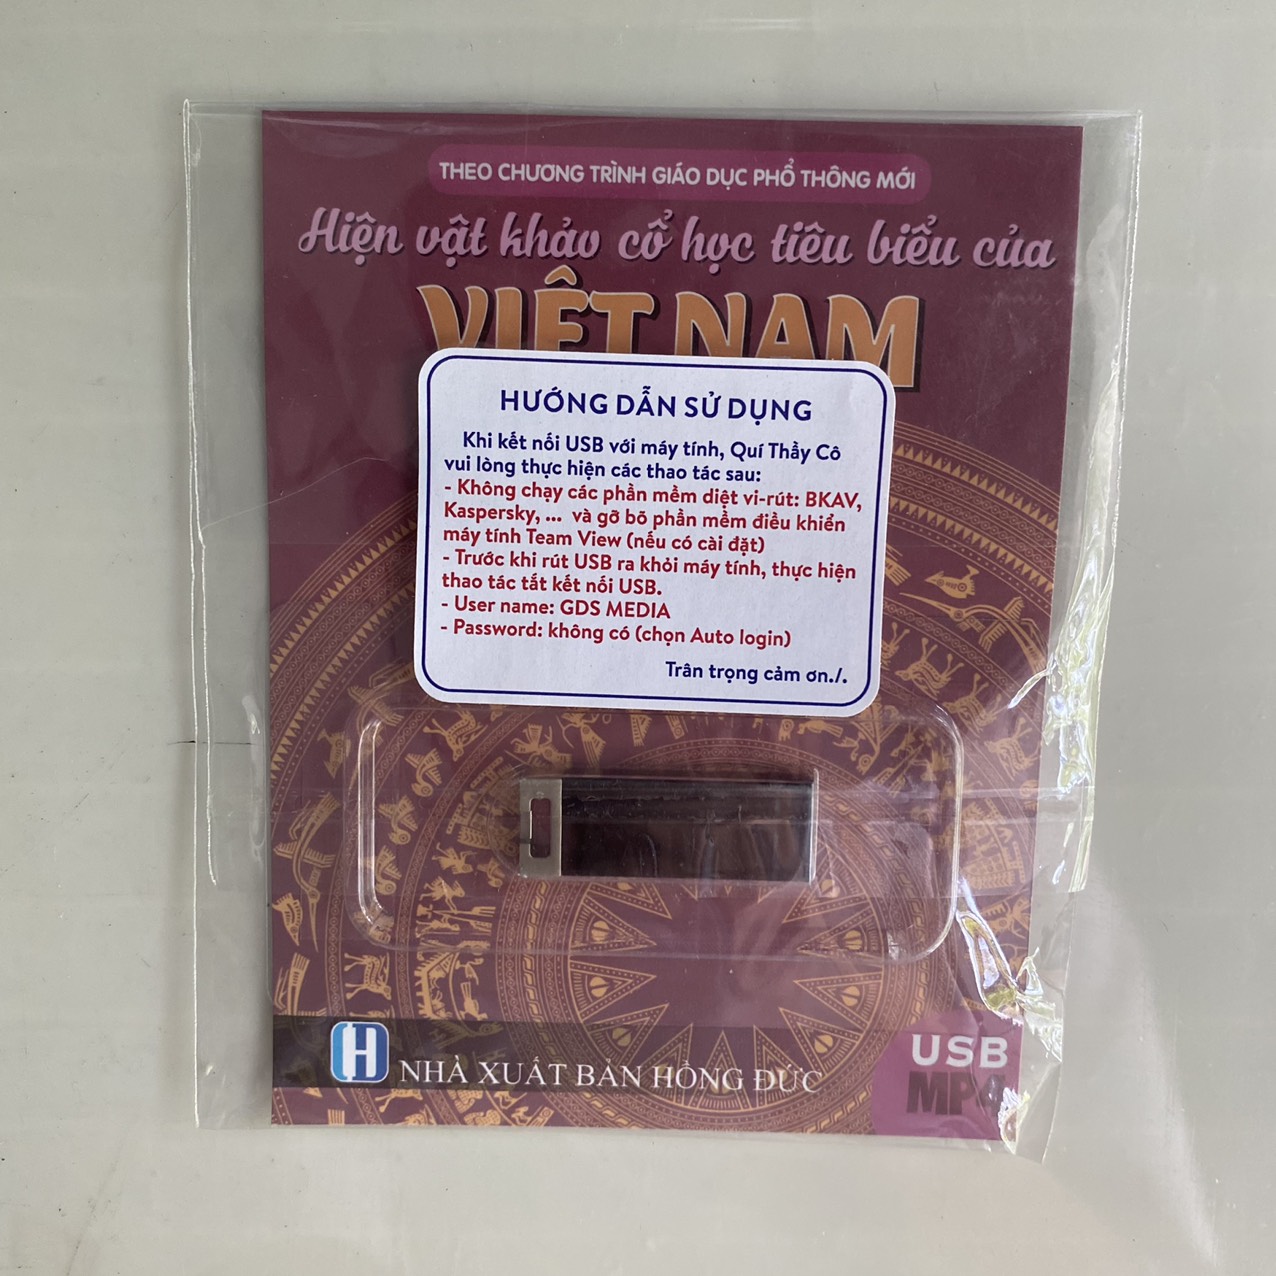 THEO CHƯƠNG TRÌNH GIÁO DỤC PHỔ THÔNG MỚI
Hiện vật khảo cổ học tiêu biểu của
VIỆT NAM
HƯỚNG DẪN SỬ DỤNG
Khi kết nối USB với máy tính, Quí Thầy Cô
vui lòng thực hiện các thao tác sau:
- Không chạy các phần mềm diệt vi-rút: BKAV,
Kaspersky, ... và gỡ bõ phần mềm điều khiển
máy tính Team View (nếu có cài đặt)
- Trước khi rút USB ra khỏi máy tính, thực hiện
thao tác tắt kết nối USB.
- User name: GDS MEDIA
- Password: không có (chọn Auto login)
Trân trọng cảm ơn./.
H
NHÀ XUẤT BẢN HỒNG ĐỨC
USB
MP4